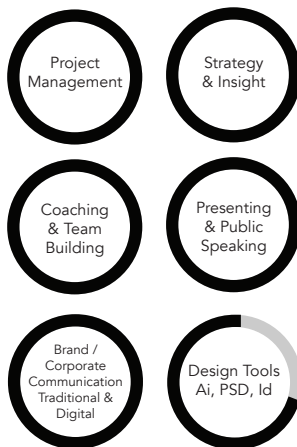 Project
Management
Strategy
& Insight
Coaching
& Team
Building
Presenting
& Public
Speaking
Brand /
Corporate
Communication
Traditional &
Digital
Design Tools
Ai, PSD, Id